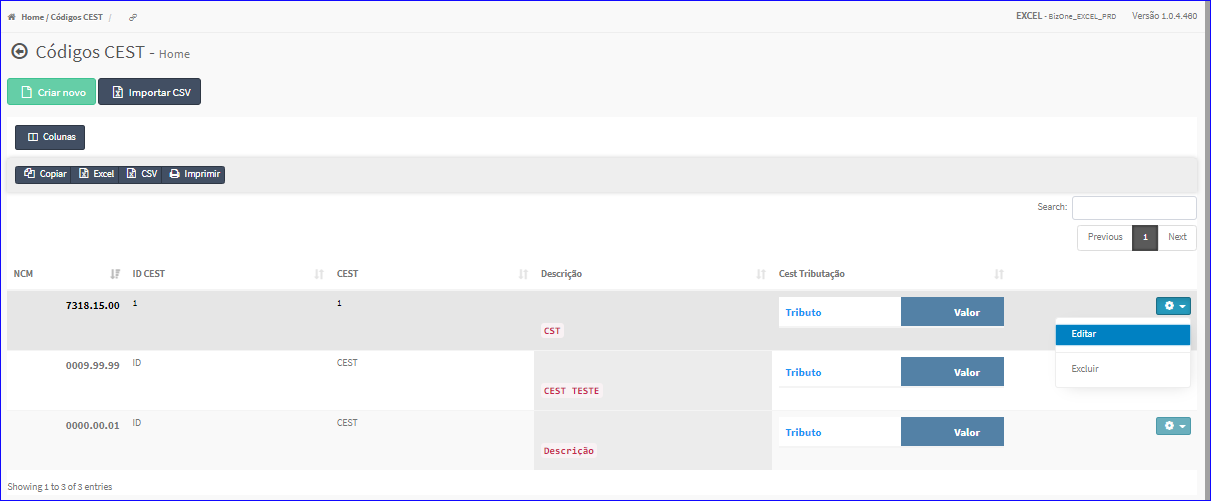 Home / Códigos CEST / EXCEL - BizOne_EXCEL_PRD Versão 1.0.4.460
Códigos CEST - Home
Criar novo Importar CSV
Colunas
Copiar Excel CSV Imprimir
Search:
Previous 1 Next
NCM ID CEST CEST Descrição Cest Tributação
7318.15.00 1 1 CST Tributo Valor
Editar
Excluir
0009.99.99 ID CEST CEST TESTE Tributo Valor
0000.00.01 ID CEST Descrição Tributo Valor
Showing 1 to 3 of 3 entries